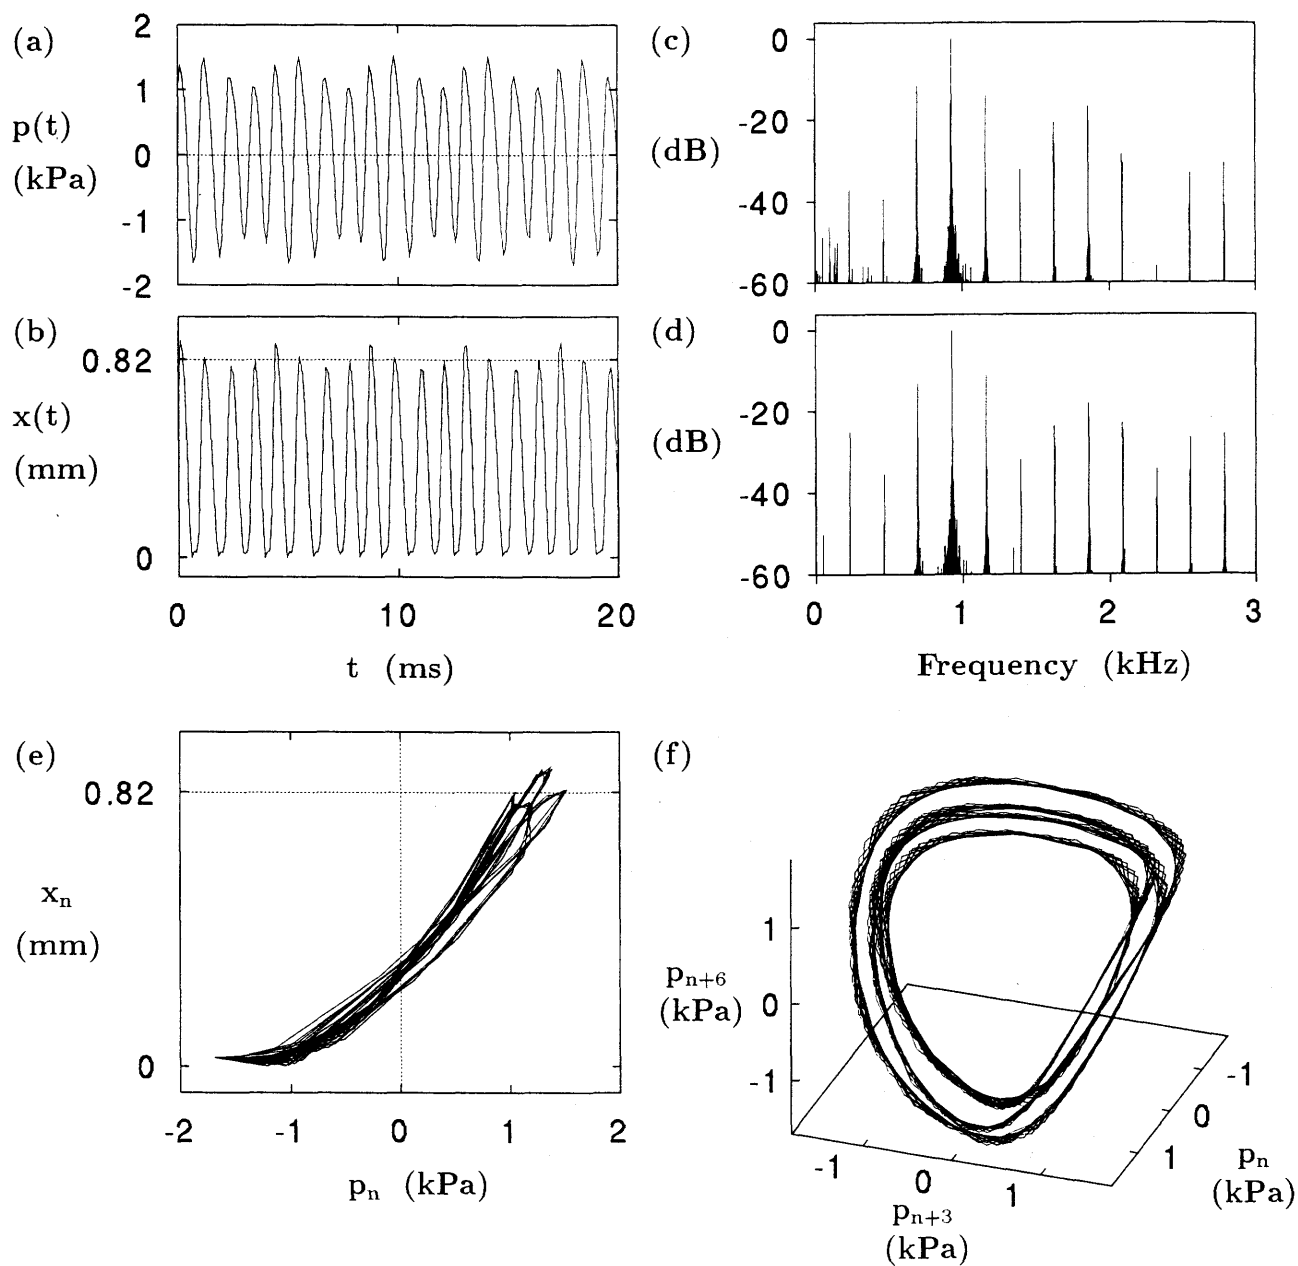 (a)
p(t)
(kPa)
2
1
0
-1
-2
(b)
x(t)
(mm)
0.82
0
0 10 20
t (ms)
(c)
(dB)
0
-20
-40
-60
(d)
(dB)
0
-20
-40
-60
0 1 2 3
Frequency (kHz)
(e)
xₙ
(mm)
0.82
0
-2 -1 0 1 2
pₙ (kPa)
(f)
pₙ₊₆
(kPa)
1
0
-1
-1 0 1
pₙ₊₃
(kPa)
-1
0
1
pₙ
(kPa)